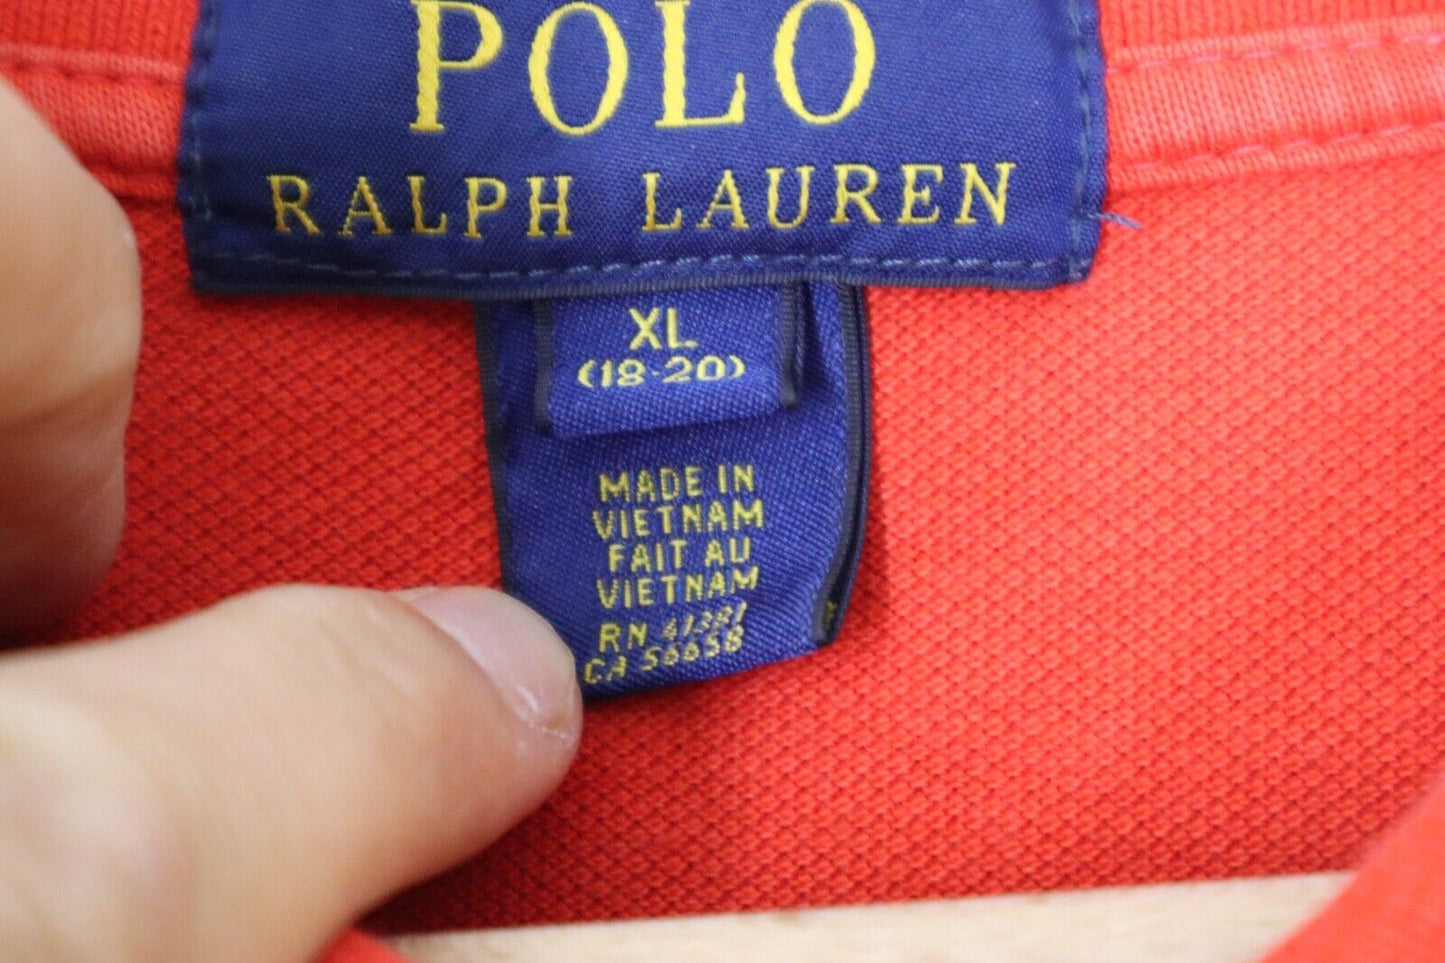 POLO
RALPH LAUREN
XL
(18-20)
MADE IN
VIETNAM
FAIT AU
VIETNAM
RN 41381
CA 56658